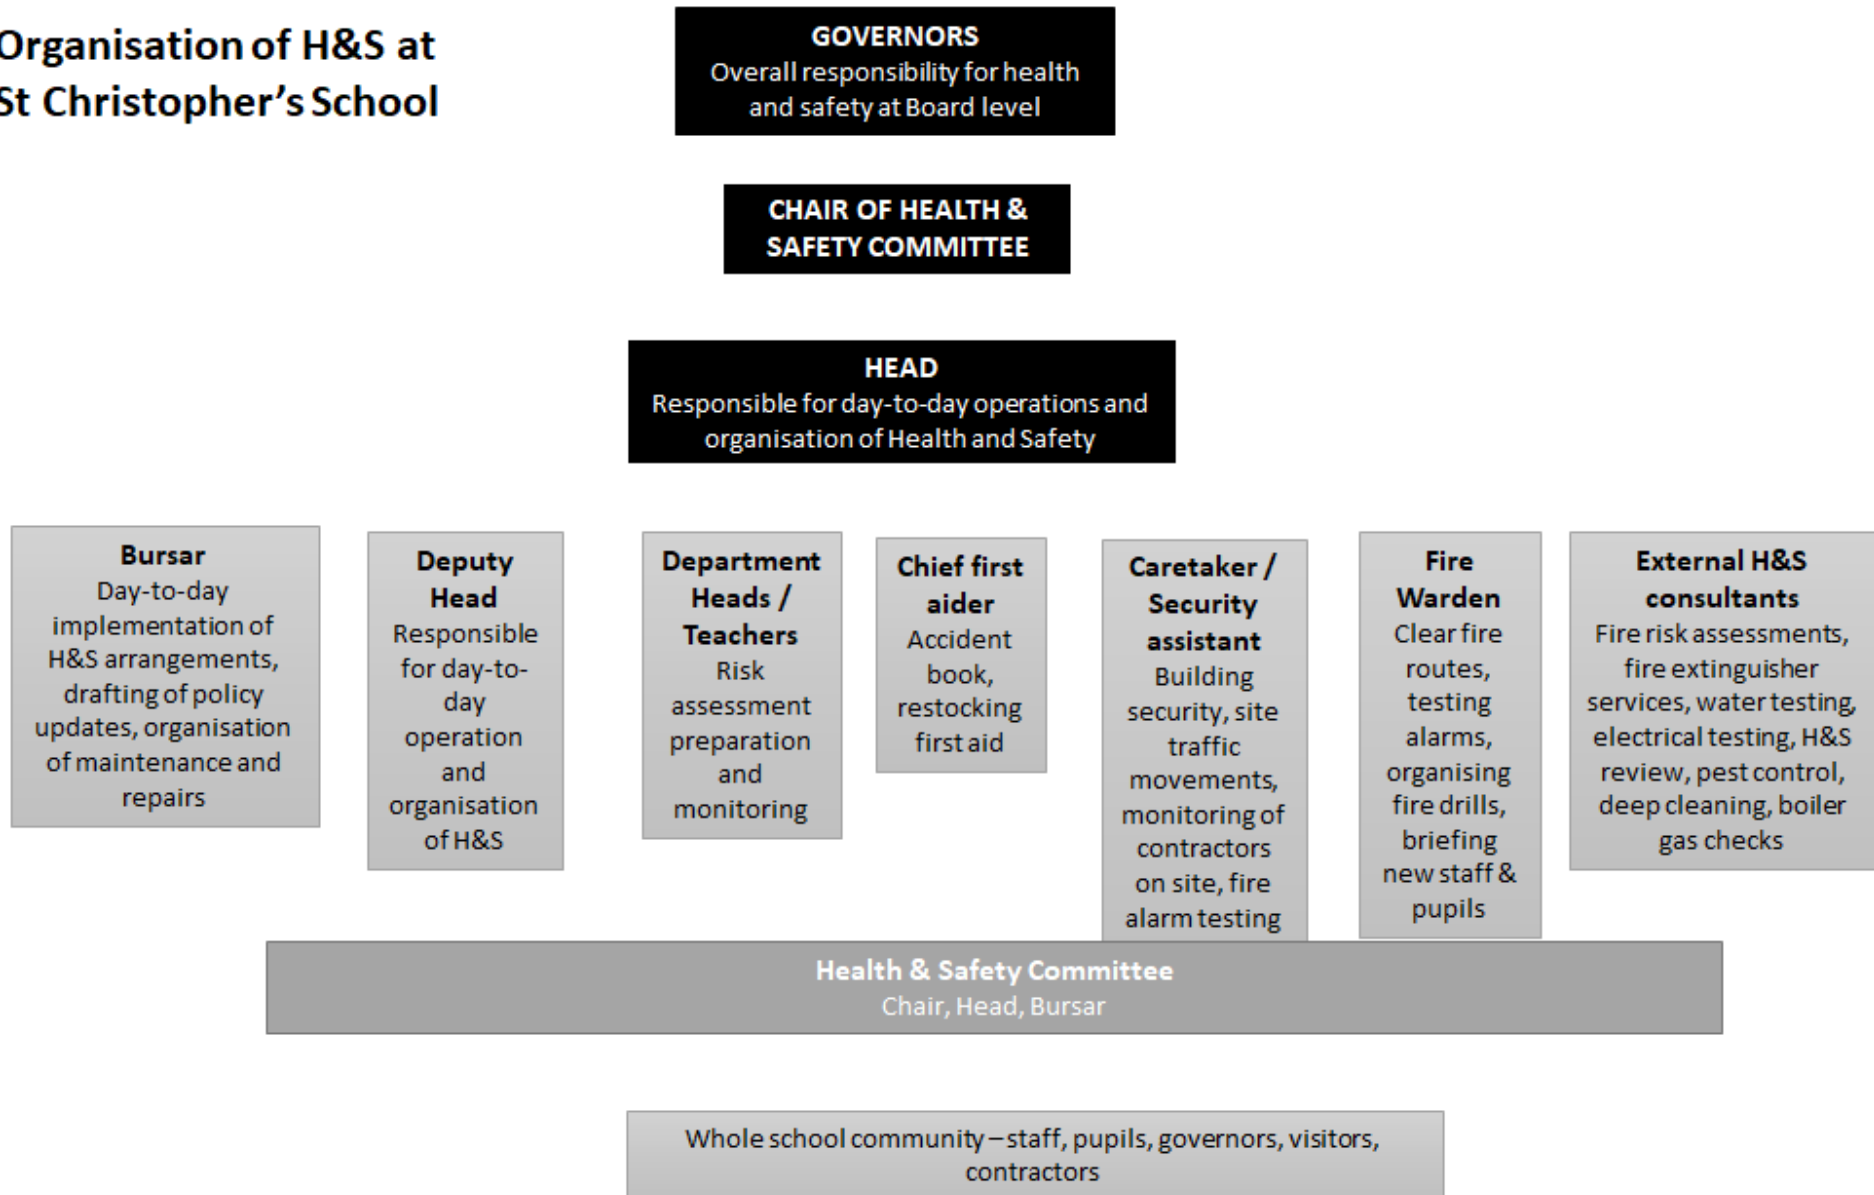 Organisation of H&S at
St Christopher's School
GOVERNORS
Overall responsibility for health
and safety at Board level
CHAIR OF HEALTH &
SAFETY COMMITTEE
HEAD
Responsible for day-to-day operations and
organisation of Health and Safety
Bursar
Day-to-day
implementation of
H&S arrangements,
drafting of policy
updates, organisation
of maintenance and
repairs
Deputy
Head
Responsible
for day-to-
day
operation
and
organisation
of H&S
Department
Heads /
Teachers
Risk
assessment
preparation
and
monitoring
Chief first
aider
Accident
book,
restocking
first aid
Caretaker /
Security
assistant
Building
security, site
traffic
movements,
monitoring of
contractors
on site, fire
alarm testing
Fire
Warden
Clear fire
routes,
testing
alarms,
organising
fire drills,
briefing
new staff &
pupils
External H&S
consultants
Fire risk assessments,
fire extinguisher
services, water testing,
electrical testing, H&S
review, pest control,
deep cleaning, boiler
gas checks
Health & Safety Committee
Chair, Head, Bursar
Whole school community – staff, pupils, governors, visitors,
contractors